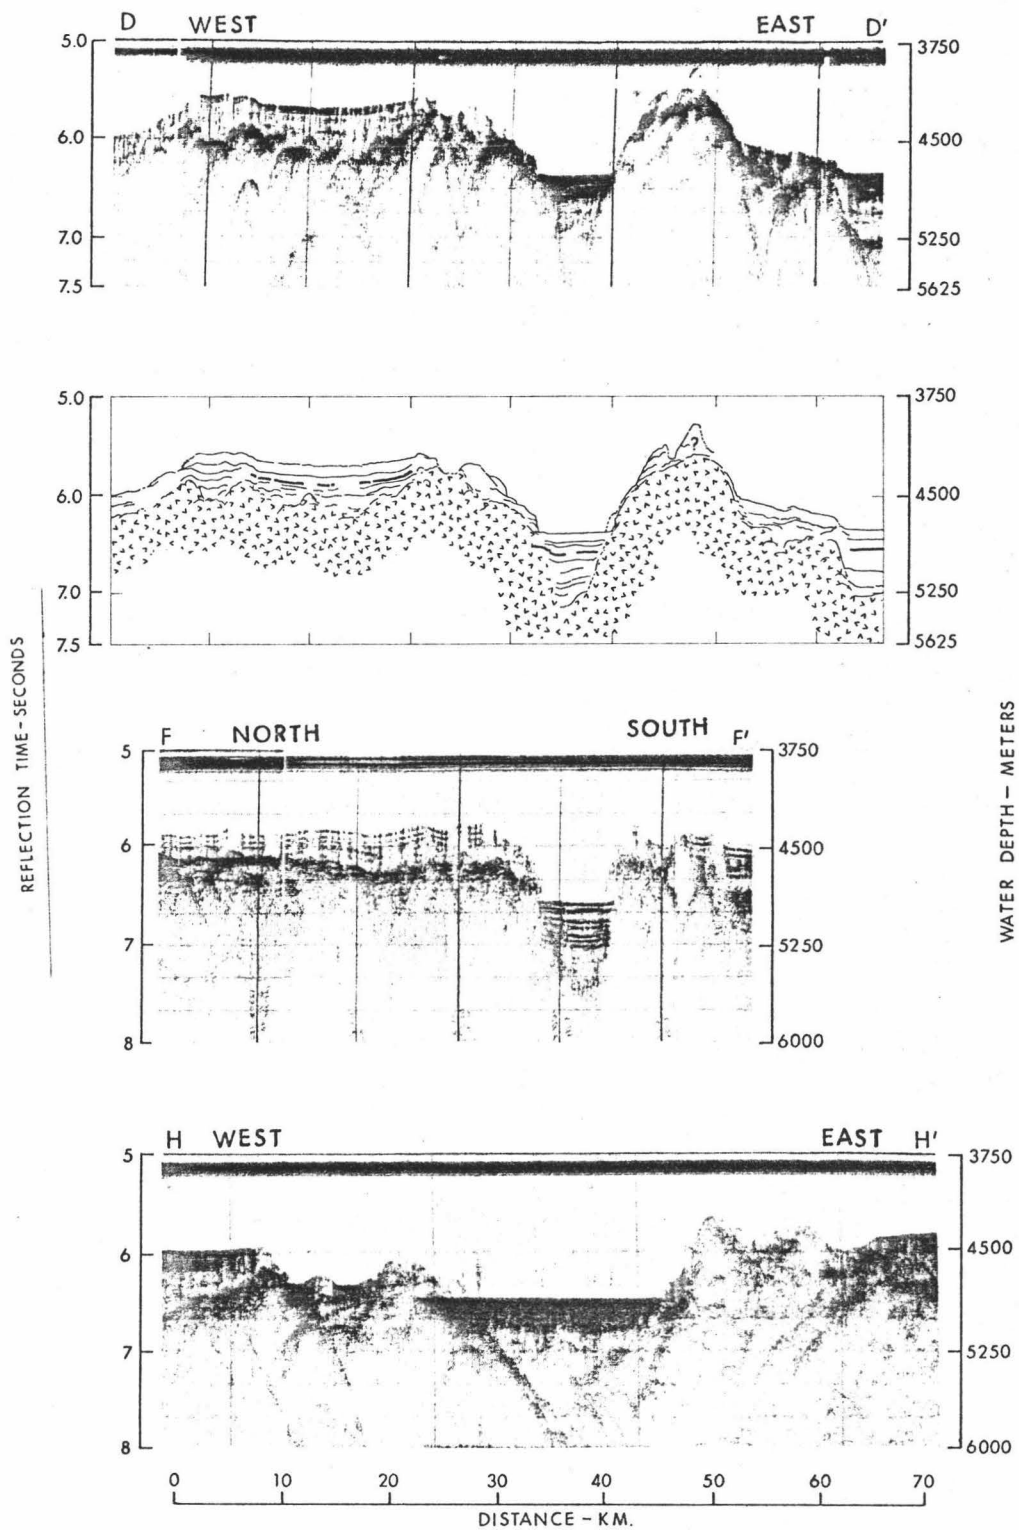 D WEST EAST D'
5.0 3750
6.0 4500
7.0 5250
7.5 5625
5.0 3750
?
6.0 4500
7.0 5250
7.5 5625
REFLECTION TIME-SECONDS
WATER DEPTH-METERS
F NORTH SOUTH F'
5 3750
6 4500
7 5250
8 6000
H WEST EAST H'
5 3750
6 4500
7 5250
8 6000
0 10 20 30 40 50 60 70
DISTANCE-KM.